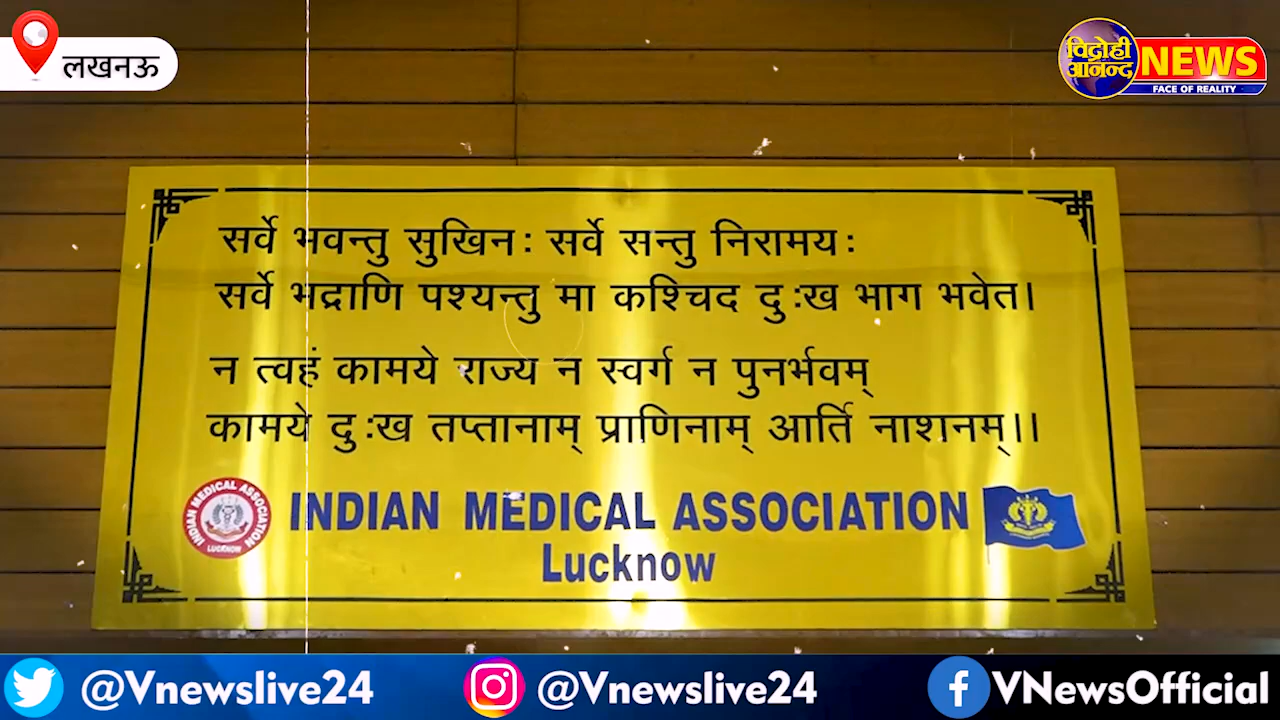 लखनऊ
विद्रोही
आनन्द
NEWS
FACE OF REALITY
सर्वे भवन्तु सुखिनः सर्वे सन्तु निरामयः
सर्वे भद्राणि पश्यन्तु मा कश्चिद दुःख भाग भवेत।
न त्वहं कामये राज्य न स्वर्ग न पुनर्भवम्
कामये दुःख तप्तानाम् प्राणिनाम् आर्ति नाशनम्।।
INDIAN MEDICAL ASSOCIATION
LUCKNOW
INDIAN MEDICAL ASSOCIATION
Lucknow
@Vnewslive24
@Vnewslive24
VNewsOfficial